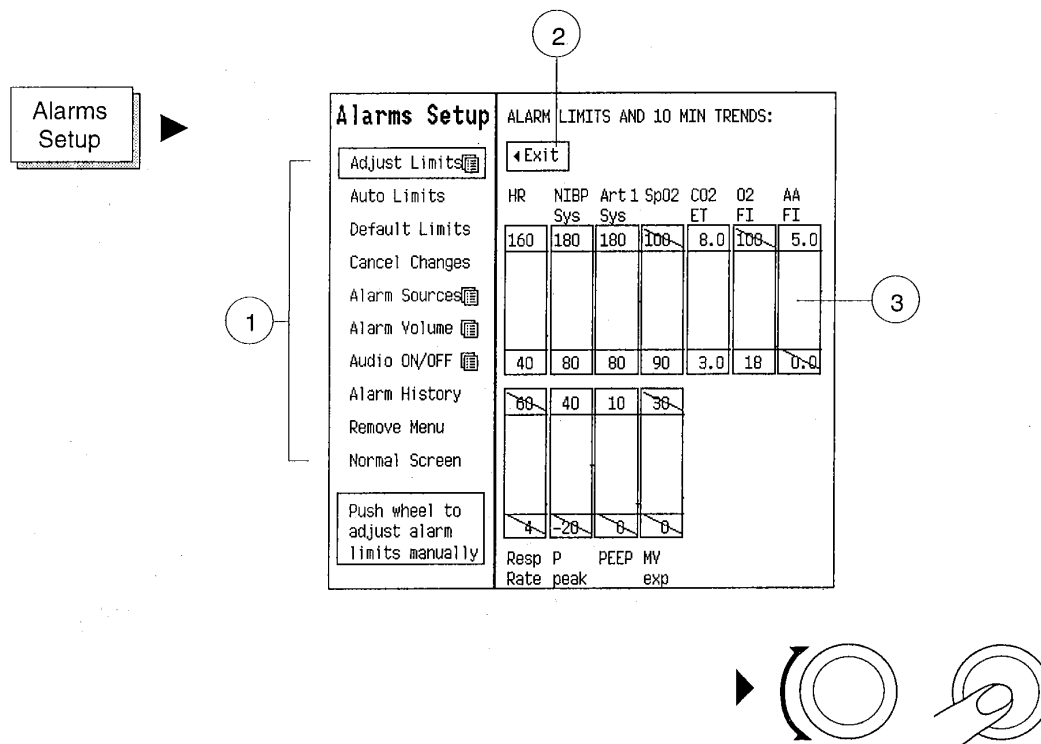 2
Alarms
Setup
Alarms Setup
Adjust Limits
Auto Limits
Default Limits
Cancel Changes
Alarm Sources
Alarm Volume
Audio ON/OFF
Alarm History
Remove Menu
Normal Screen
Push wheel to
adjust alarm
limits manually
1
ALARM LIMITS AND 10 MIN TRENDS:
Exit
HR NIBP Art 1 SpO2 CO2 O2 AA
Sys Sys ET FI FI
160 180 180 100 8.0 100 5.0
3
40 80 80 90 3.0 18 0.0
60 40 10 30
4 -20 0 0
Resp P PEEP MV
Rate peak exp